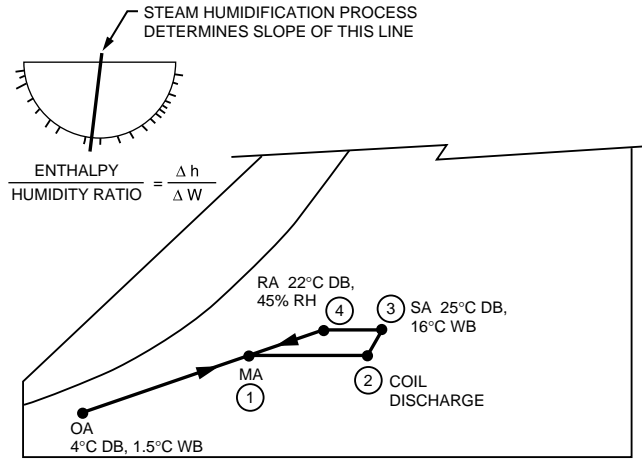 STEAM HUMIDIFICATION PROCESS
DETERMINES SLOPE OF THIS LINE
ENTHALPY
HUMIDITY RATIO
=
Δ h
Δ W
RA 22°C DB,
45% RH
4
3
SA 25°C DB,
16°C WB
MA
1
2
COIL
DISCHARGE
OA
4°C DB, 1.5°C WB